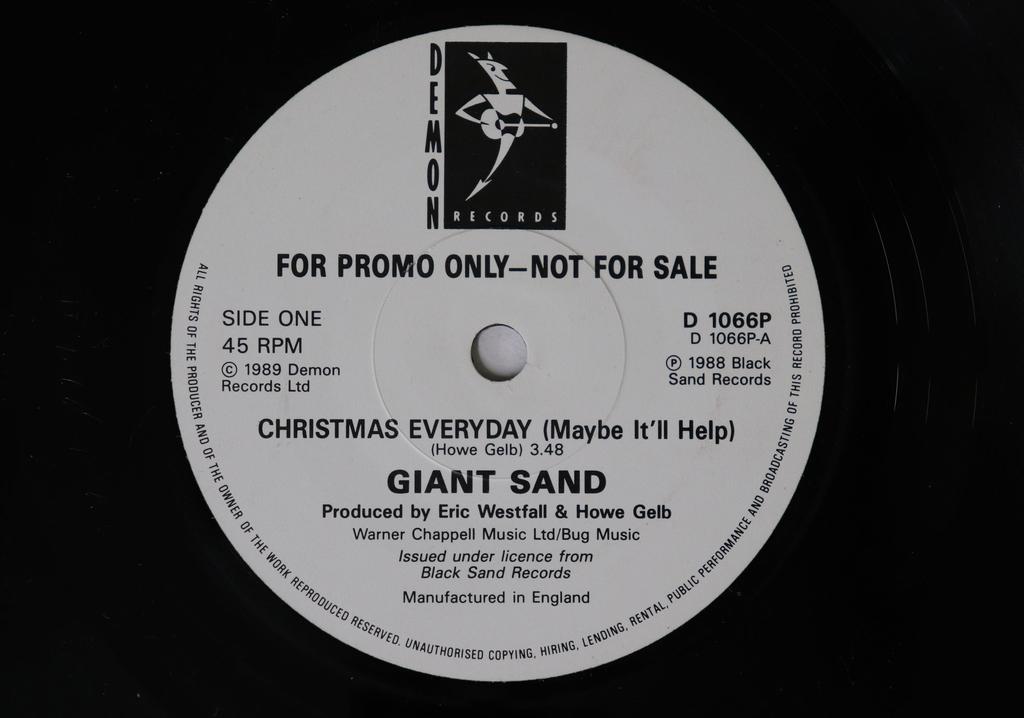 DEMON
RECORDS
FOR PROMO ONLY—NOT FOR SALE
SIDE ONE
45 RPM
© 1989 Demon
Records Ltd
D 1066P
D 1066P-A
℗ 1988 Black
Sand Records
CHRISTMAS EVERYDAY (Maybe It'll Help)
(Howe Gelb) 3.48
GIANT SAND
Produced by Eric Westfall & Howe Gelb
Warner Chappell Music Ltd/Bug Music
Issued under licence from
Black Sand Records
Manufactured in England
ALL RIGHTS OF THE PRODUCER AND OF THE OWNER OF THE WORK REPRODUCED RESERVED. UNAUTHORISED COPYING, HIRING, LENDING, RENTAL, PUBLIC PERFORMANCE AND BROADCASTING OF THIS RECORD PROHIBITED